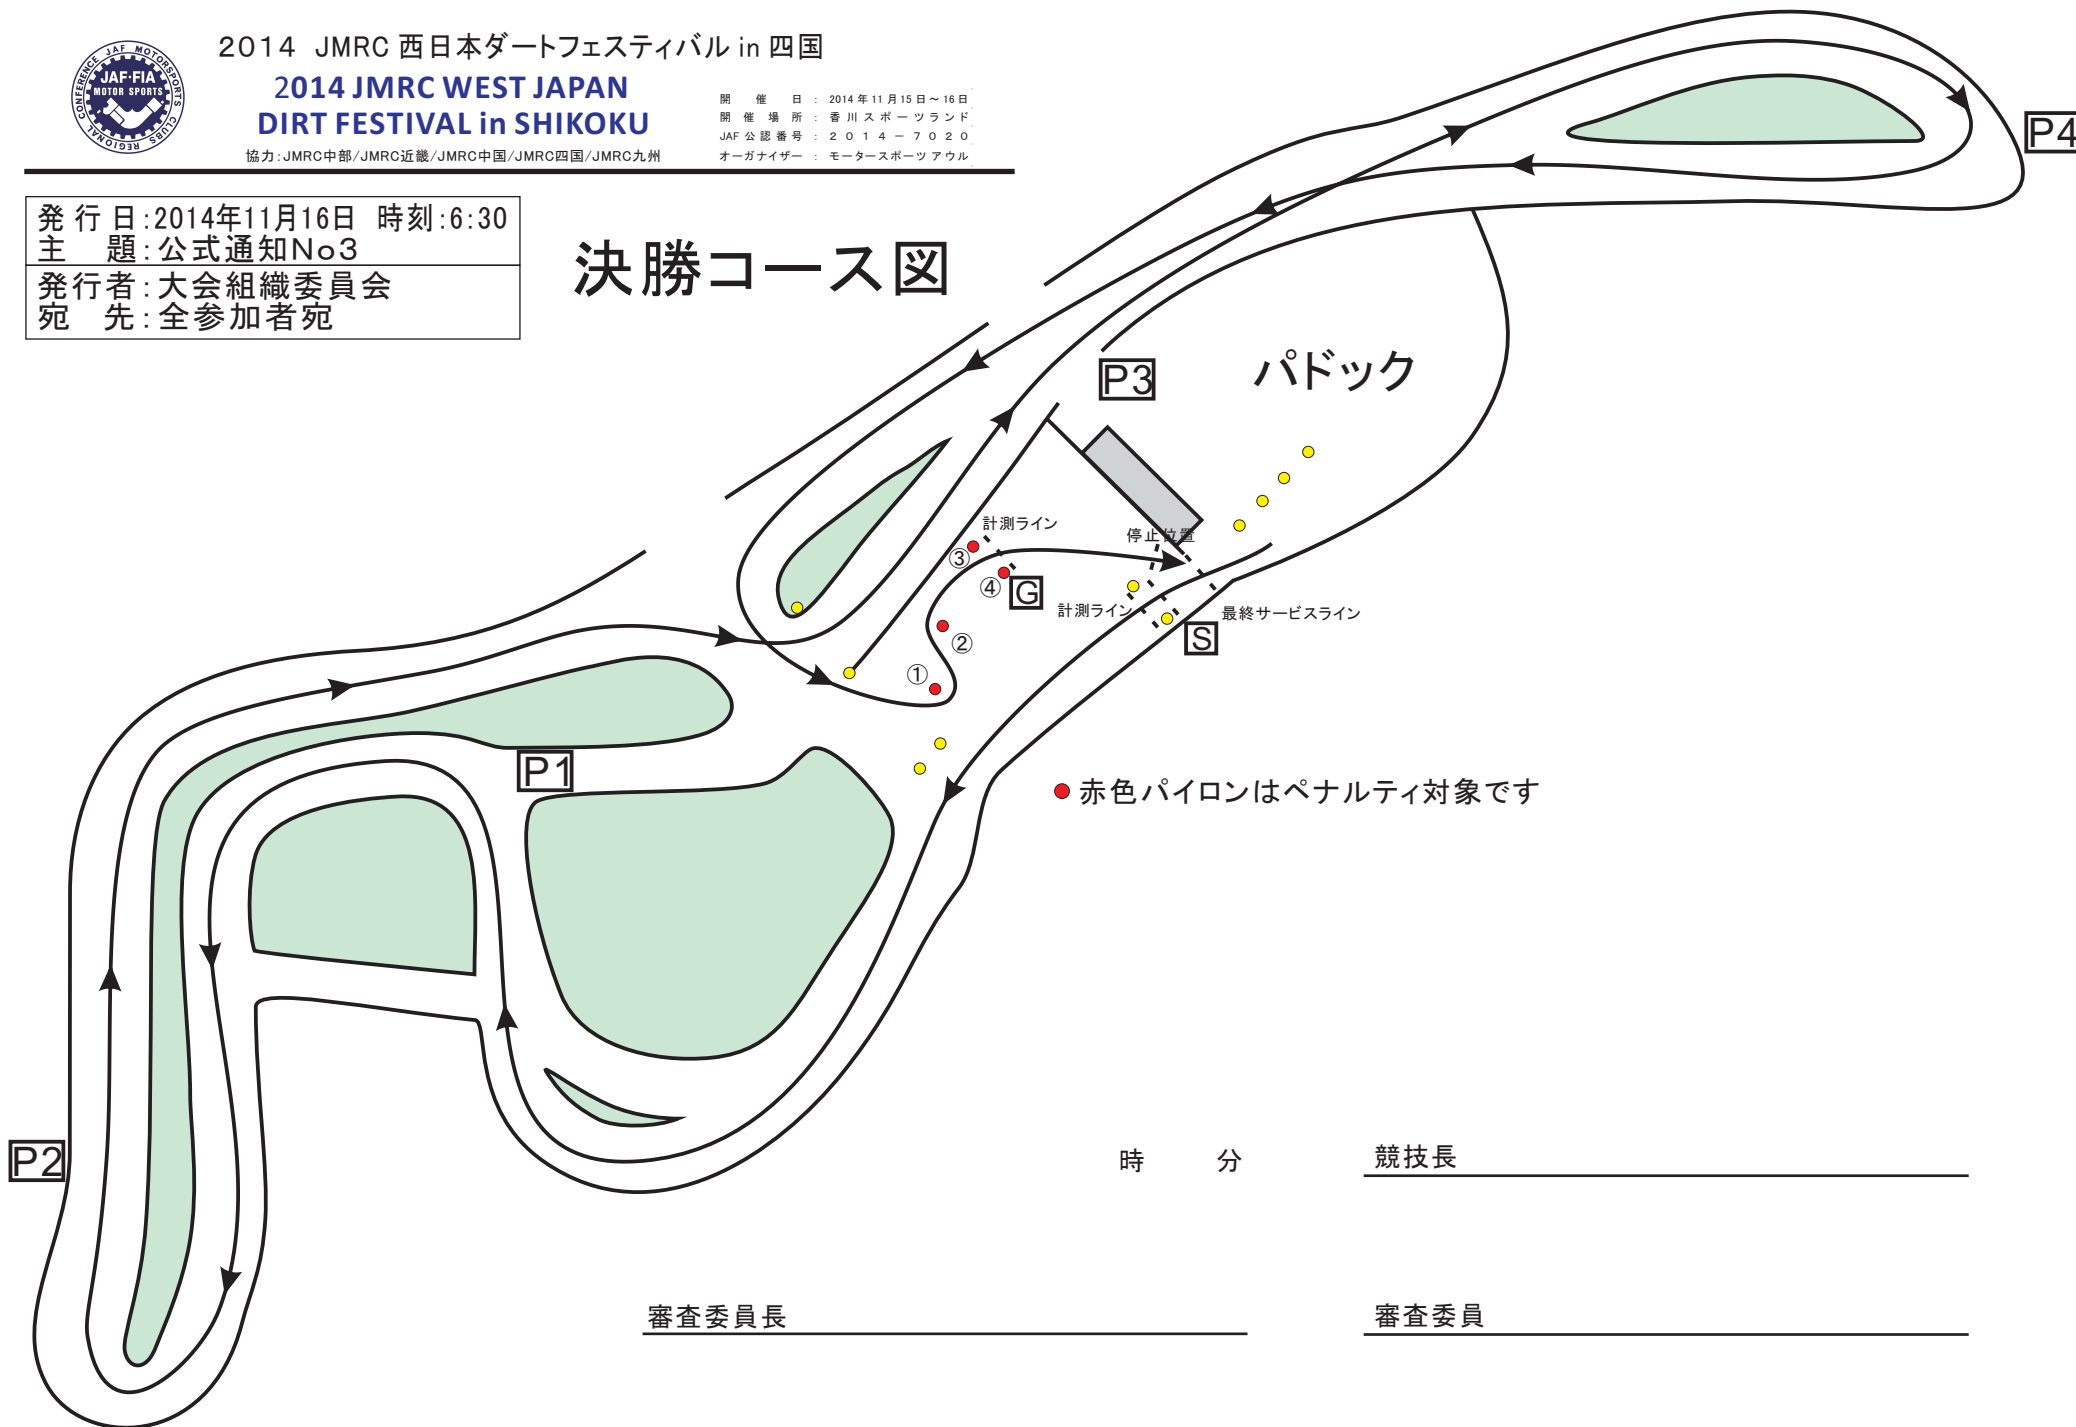 JAF MOTORSPORTS CLUBS REGIONAL CONFERENCE
JAF·FIA
MOTOR SPORTS
2014 JMRC 西日本ダートフェスティバル in 四国
2014 JMRC WEST JAPAN
DIRT FESTIVAL in SHIKOKU
協力:JMRC中部/JMRC近畿/JMRC中国/JMRC四国/JMRC九州
開催日:2014年11月15日~16日
開催場所:香川スポーツランド
JAF公認番号:2014-7020
オーガナイザー:モータースポーツ アウル
発行日:2014年11月16日 時刻:6:30
主 題:公式通知No3
発行者:大会組織委員会
宛 先:全参加者宛
決勝コース図
P4
P3
パドック
計測ライン
停止位置
③
④
G
計測ライン
最終サービスライン
S
②
①
P1
●赤色パイロンはペナルティ対象です
P2
時 分
競技長
審査委員長
審査委員